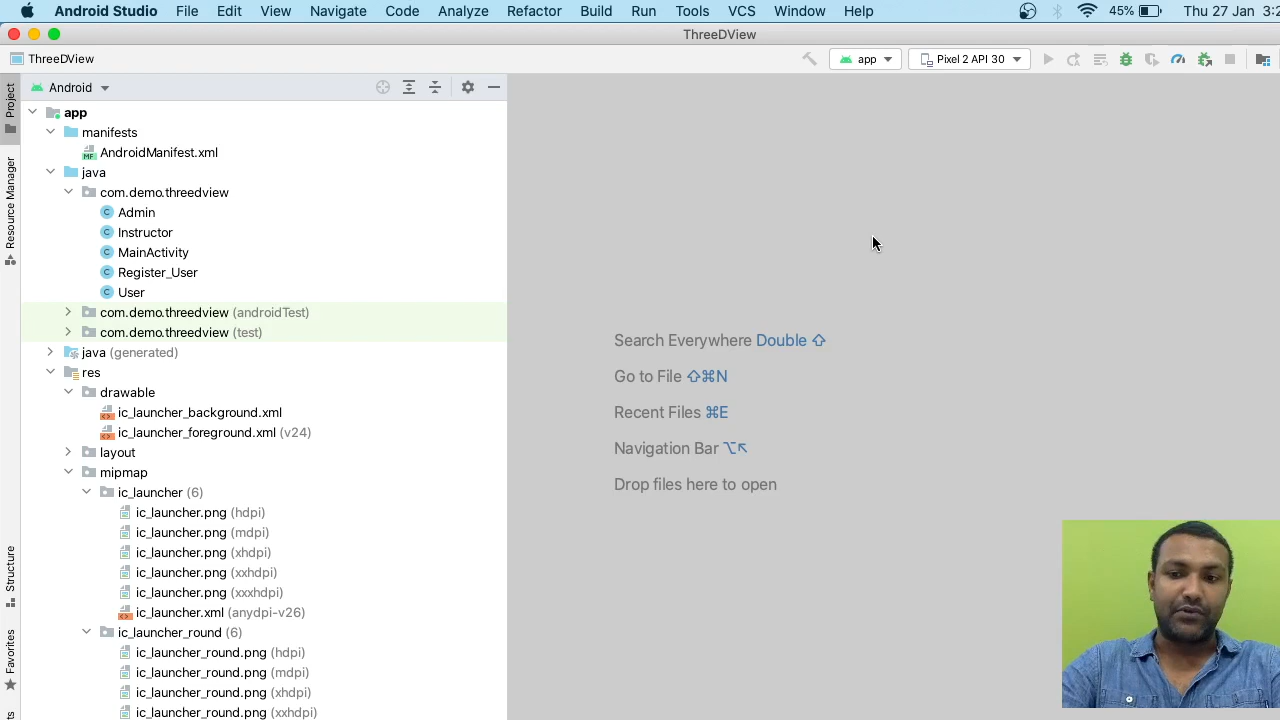 Android Studio File Edit View Navigate Code Analyze Refactor Build Run Tools VCS Window Help 45% Thu 27 Jan 3:2
ThreeDView
ThreeDView app Pixel 2 API 30
Project
Resource Manager
Structure
Favorites
Android
app
manifests
MF AndroidManifest.xml
java
com.demo.threedview
C Admin
C Instructor
C MainActivity
C Register_User
C User
com.demo.threedview (androidTest)
com.demo.threedview (test)
java (generated)
res
drawable
ic_launcher_background.xml
ic_launcher_foreground.xml (v24)
layout
mipmap
ic_launcher (6)
ic_launcher.png (hdpi)
ic_launcher.png (mdpi)
ic_launcher.png (xhdpi)
ic_launcher.png (xxhdpi)
ic_launcher.png (xxxhdpi)
ic_launcher.xml (anydpi-v26)
ic_launcher_round (6)
ic_launcher_round.png (hdpi)
ic_launcher_round.png (mdpi)
ic_launcher_round.png (xhdpi)
ic_launcher_round.png (xxhdpi)
Search Everywhere Double ⇧
Go to File ⇧⌘N
Recent Files ⌘E
Navigation Bar ⌥↖
Drop files here to open